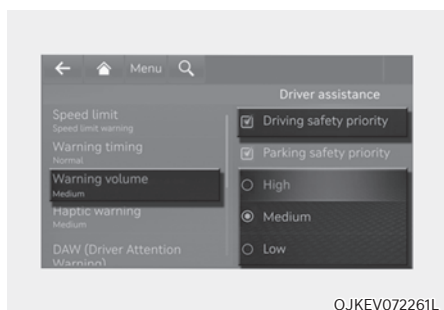 Menu
Driver assistance
Speed limit
Speed limit warning
Warning timing
Normal
Warning volume
Medium
Haptic warning
Medium
DAW (Driver Attention
Warning)
Driving safety priority
Parking safety priority
High
Medium
Low
OJKEV072261L